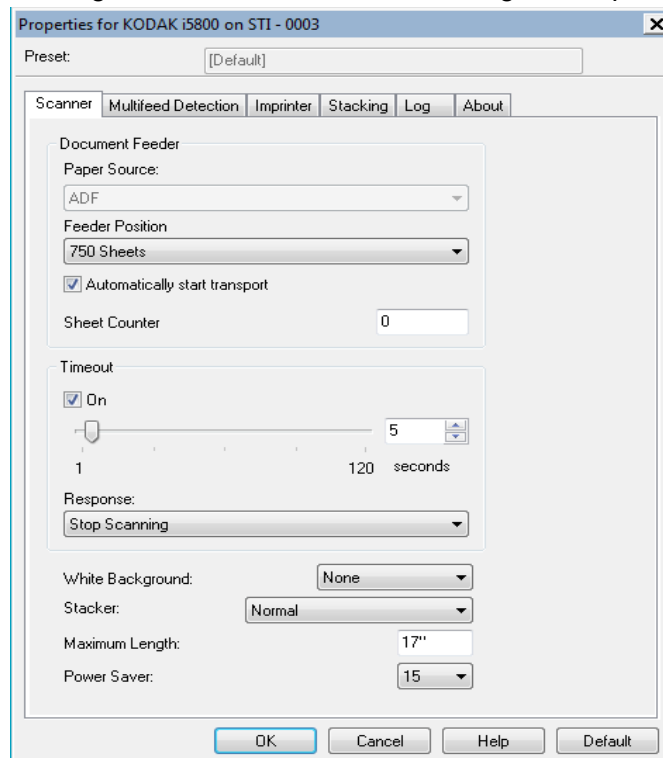 Properties for KODAK i5800 on STI - 0003
Preset: [Default]
Scanner Multifeed Detection Imprinter Stacking Log About
Document Feeder
Paper Source:
ADF
Feeder Position
750 Sheets
Automatically start transport
Sheet Counter 0
Timeout
On
5
1 120 seconds
Response:
Stop Scanning
White Background: None
Stacker: Normal
Maximum Length: 17"
Power Saver: 15
OK Cancel Help Default